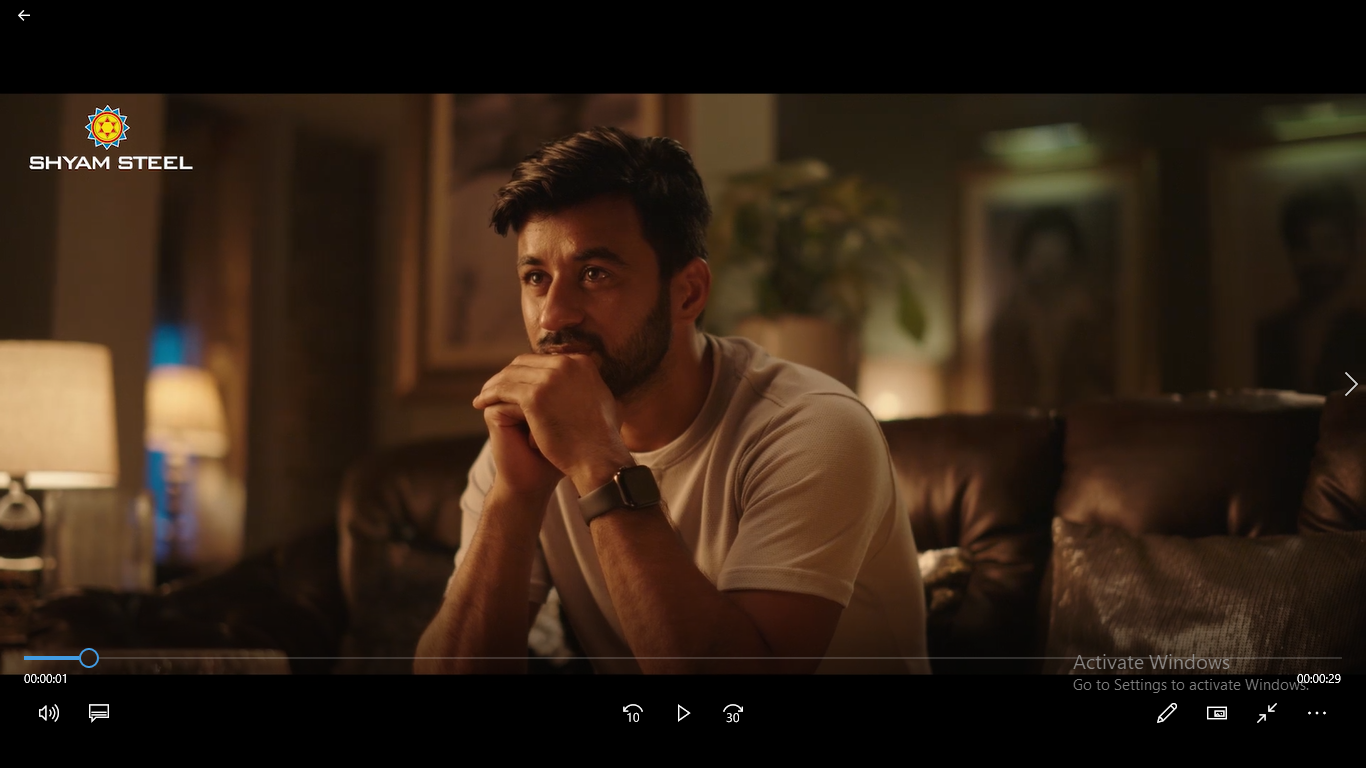 SHYAM STEEL
Activate Windows
Go to Settings to activate Windows.
00:00:01
00:00:29
10
30